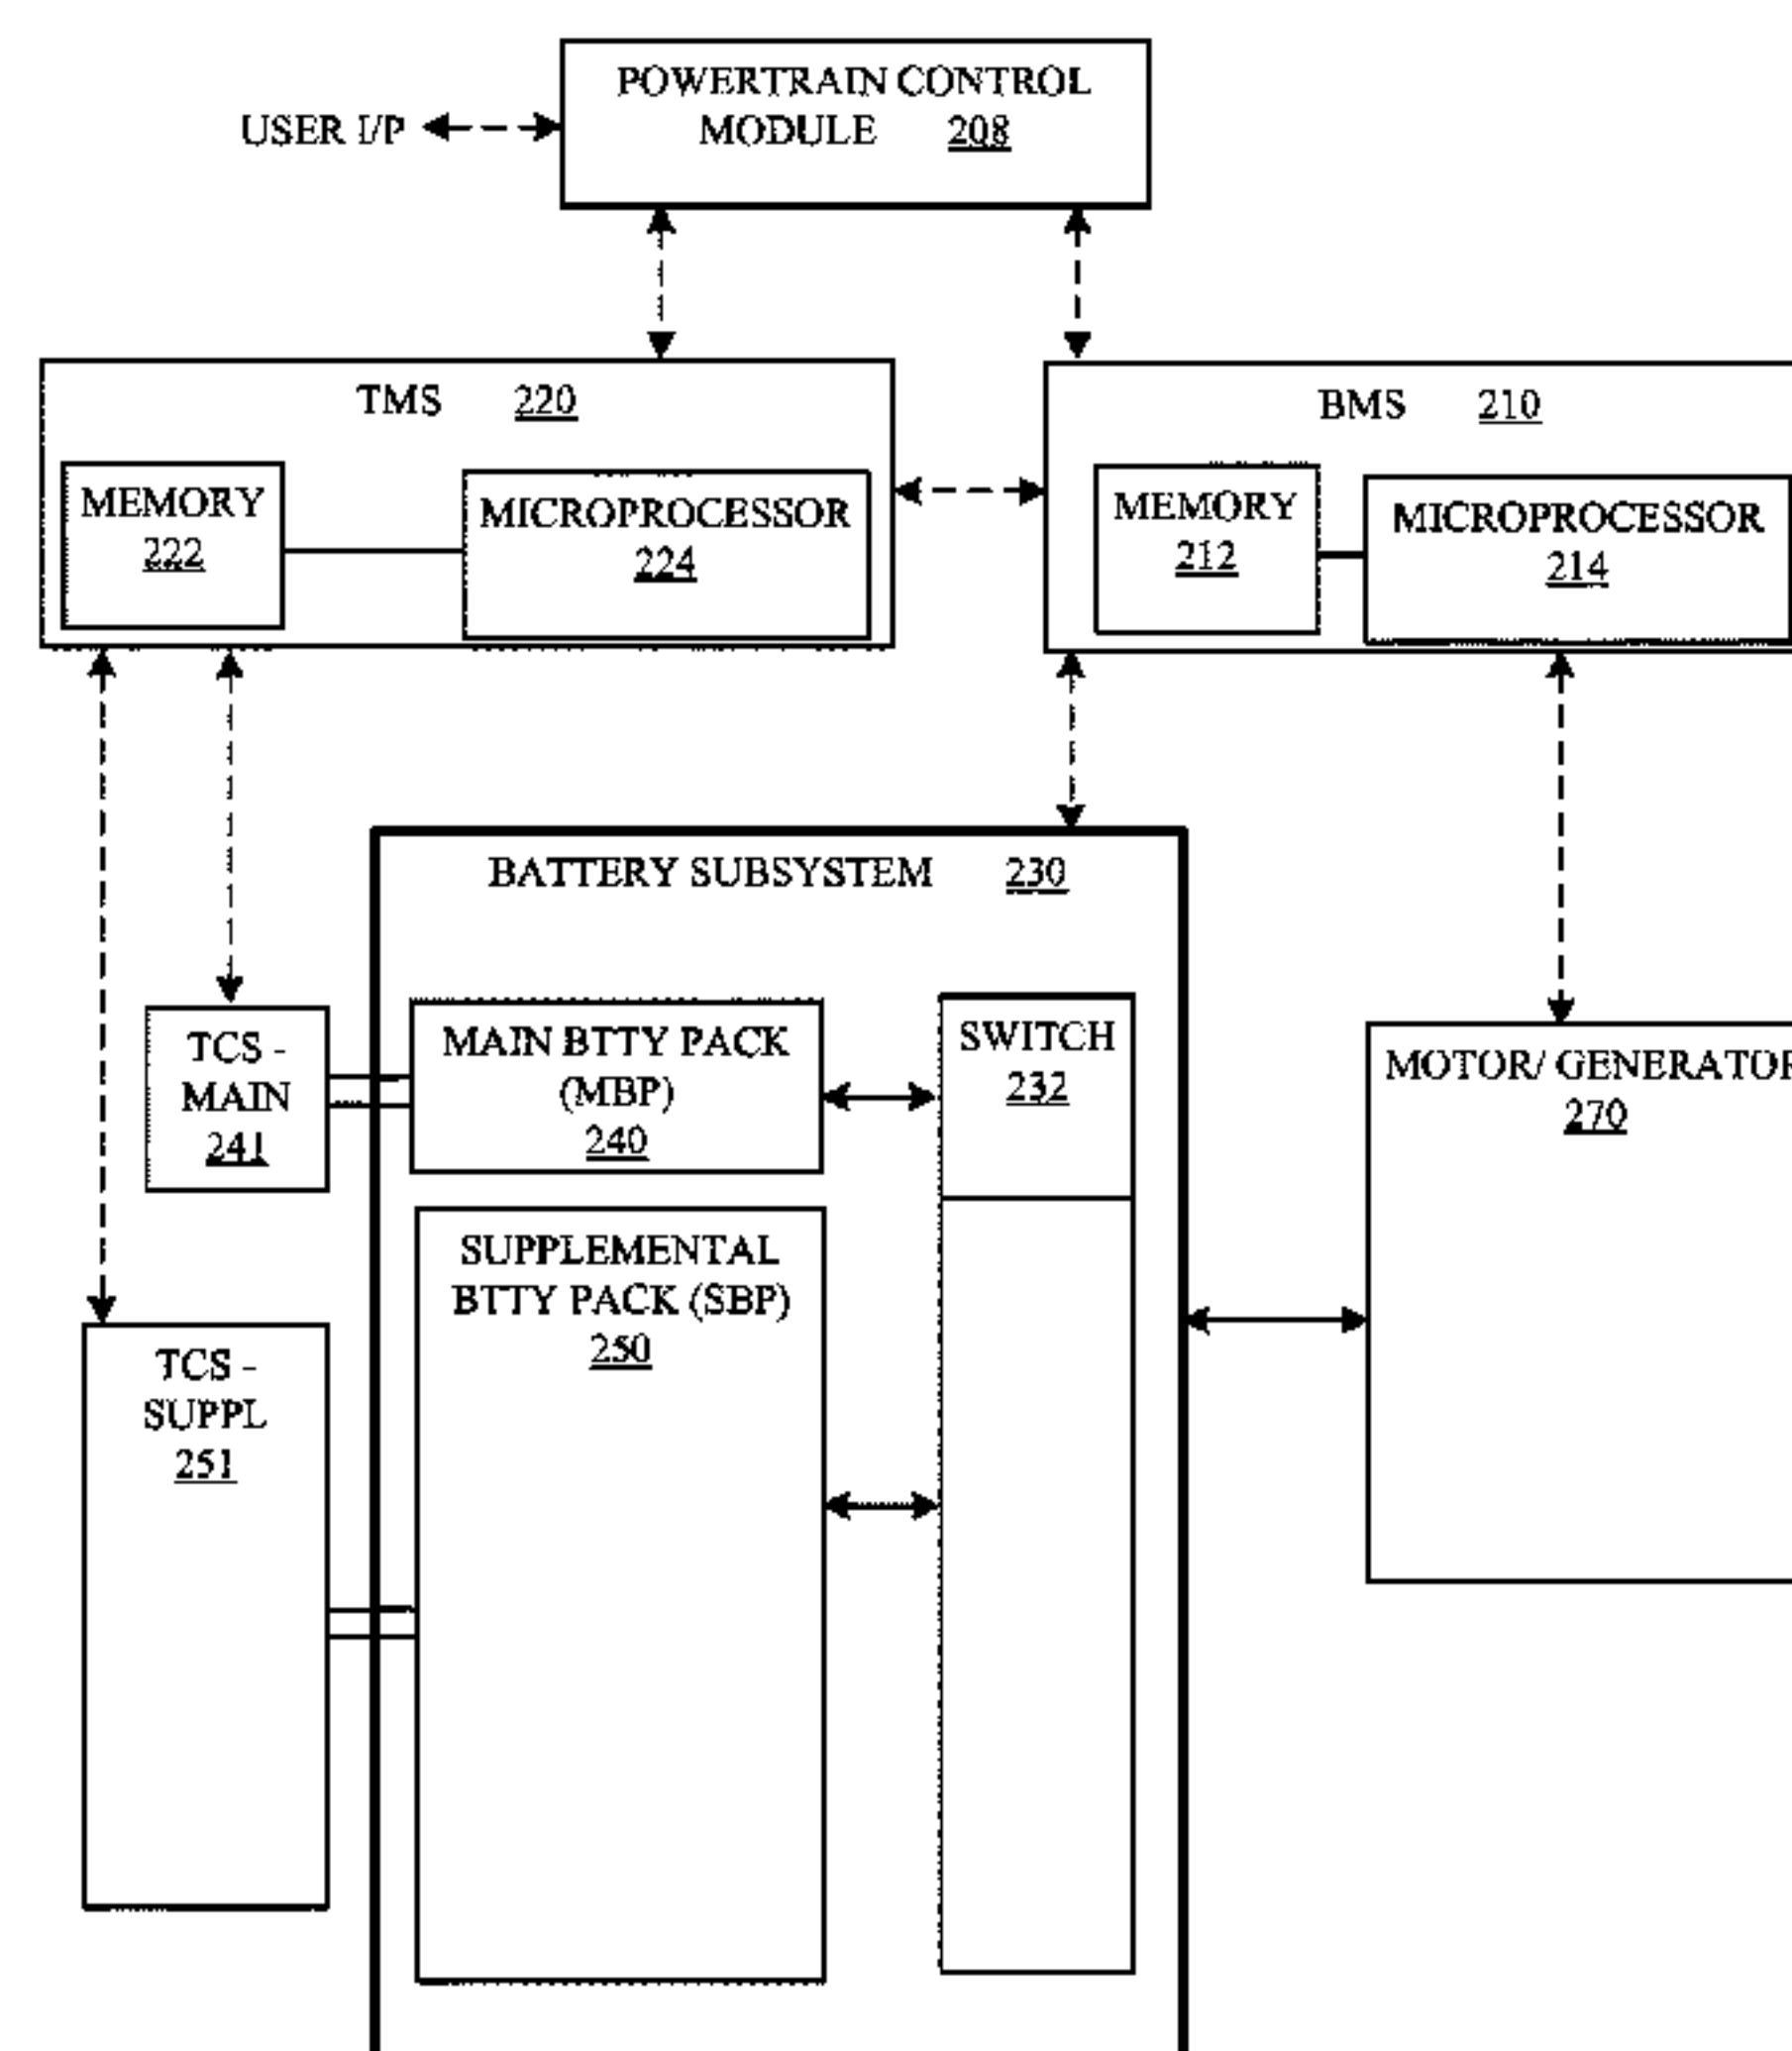 POWERTRAIN CONTROL
MODULE 208
USER I/P
TMS 220
MEMORY
222
MICROPROCESSOR
224
BMS 210
MEMORY
212
MICROPROCESSOR
214
BATTERY SUBSYSTEM 230
TCS -
MAIN
241
MAIN BTTY PACK
(MBP)
240
SWITCH
232
MOTOR/ GENERATOR
270
SUPPLEMENTAL
BTTY PACK (SBP)
250
TCS -
SUPPL
251